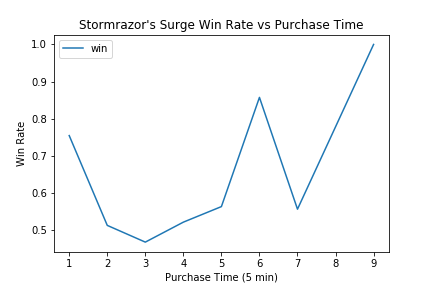 Stormrazor's Surge Win Rate vs Purchase Time
win
1.0
0.9
0.8
0.7
0.6
0.5
Win Rate
1 2 3 4 5 6 7 8 9
Purchase Time (5 min)